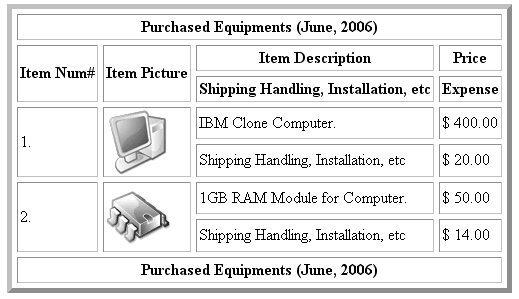 Purchased Equipments (June, 2006)
Item Num# Item Picture Item Description Price
Shipping Handling, Installation, etc Expense
1. IBM Clone Computer. $ 400.00
Shipping Handling, Installation, etc $ 20.00
2. 1GB RAM Module for Computer. $ 50.00
Shipping Handling, Installation, etc $ 14.00
Purchased Equipments (June, 2006)